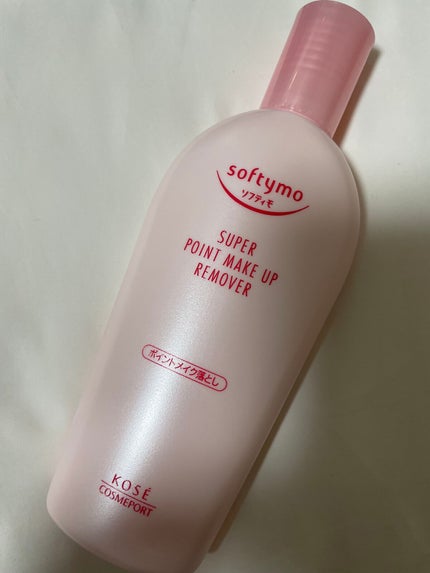 softymo
ソフティモ
SUPER
POINT MAKE UP
REMOVER
ポイントメイク落とし
KOSÉ
COSMEPORT